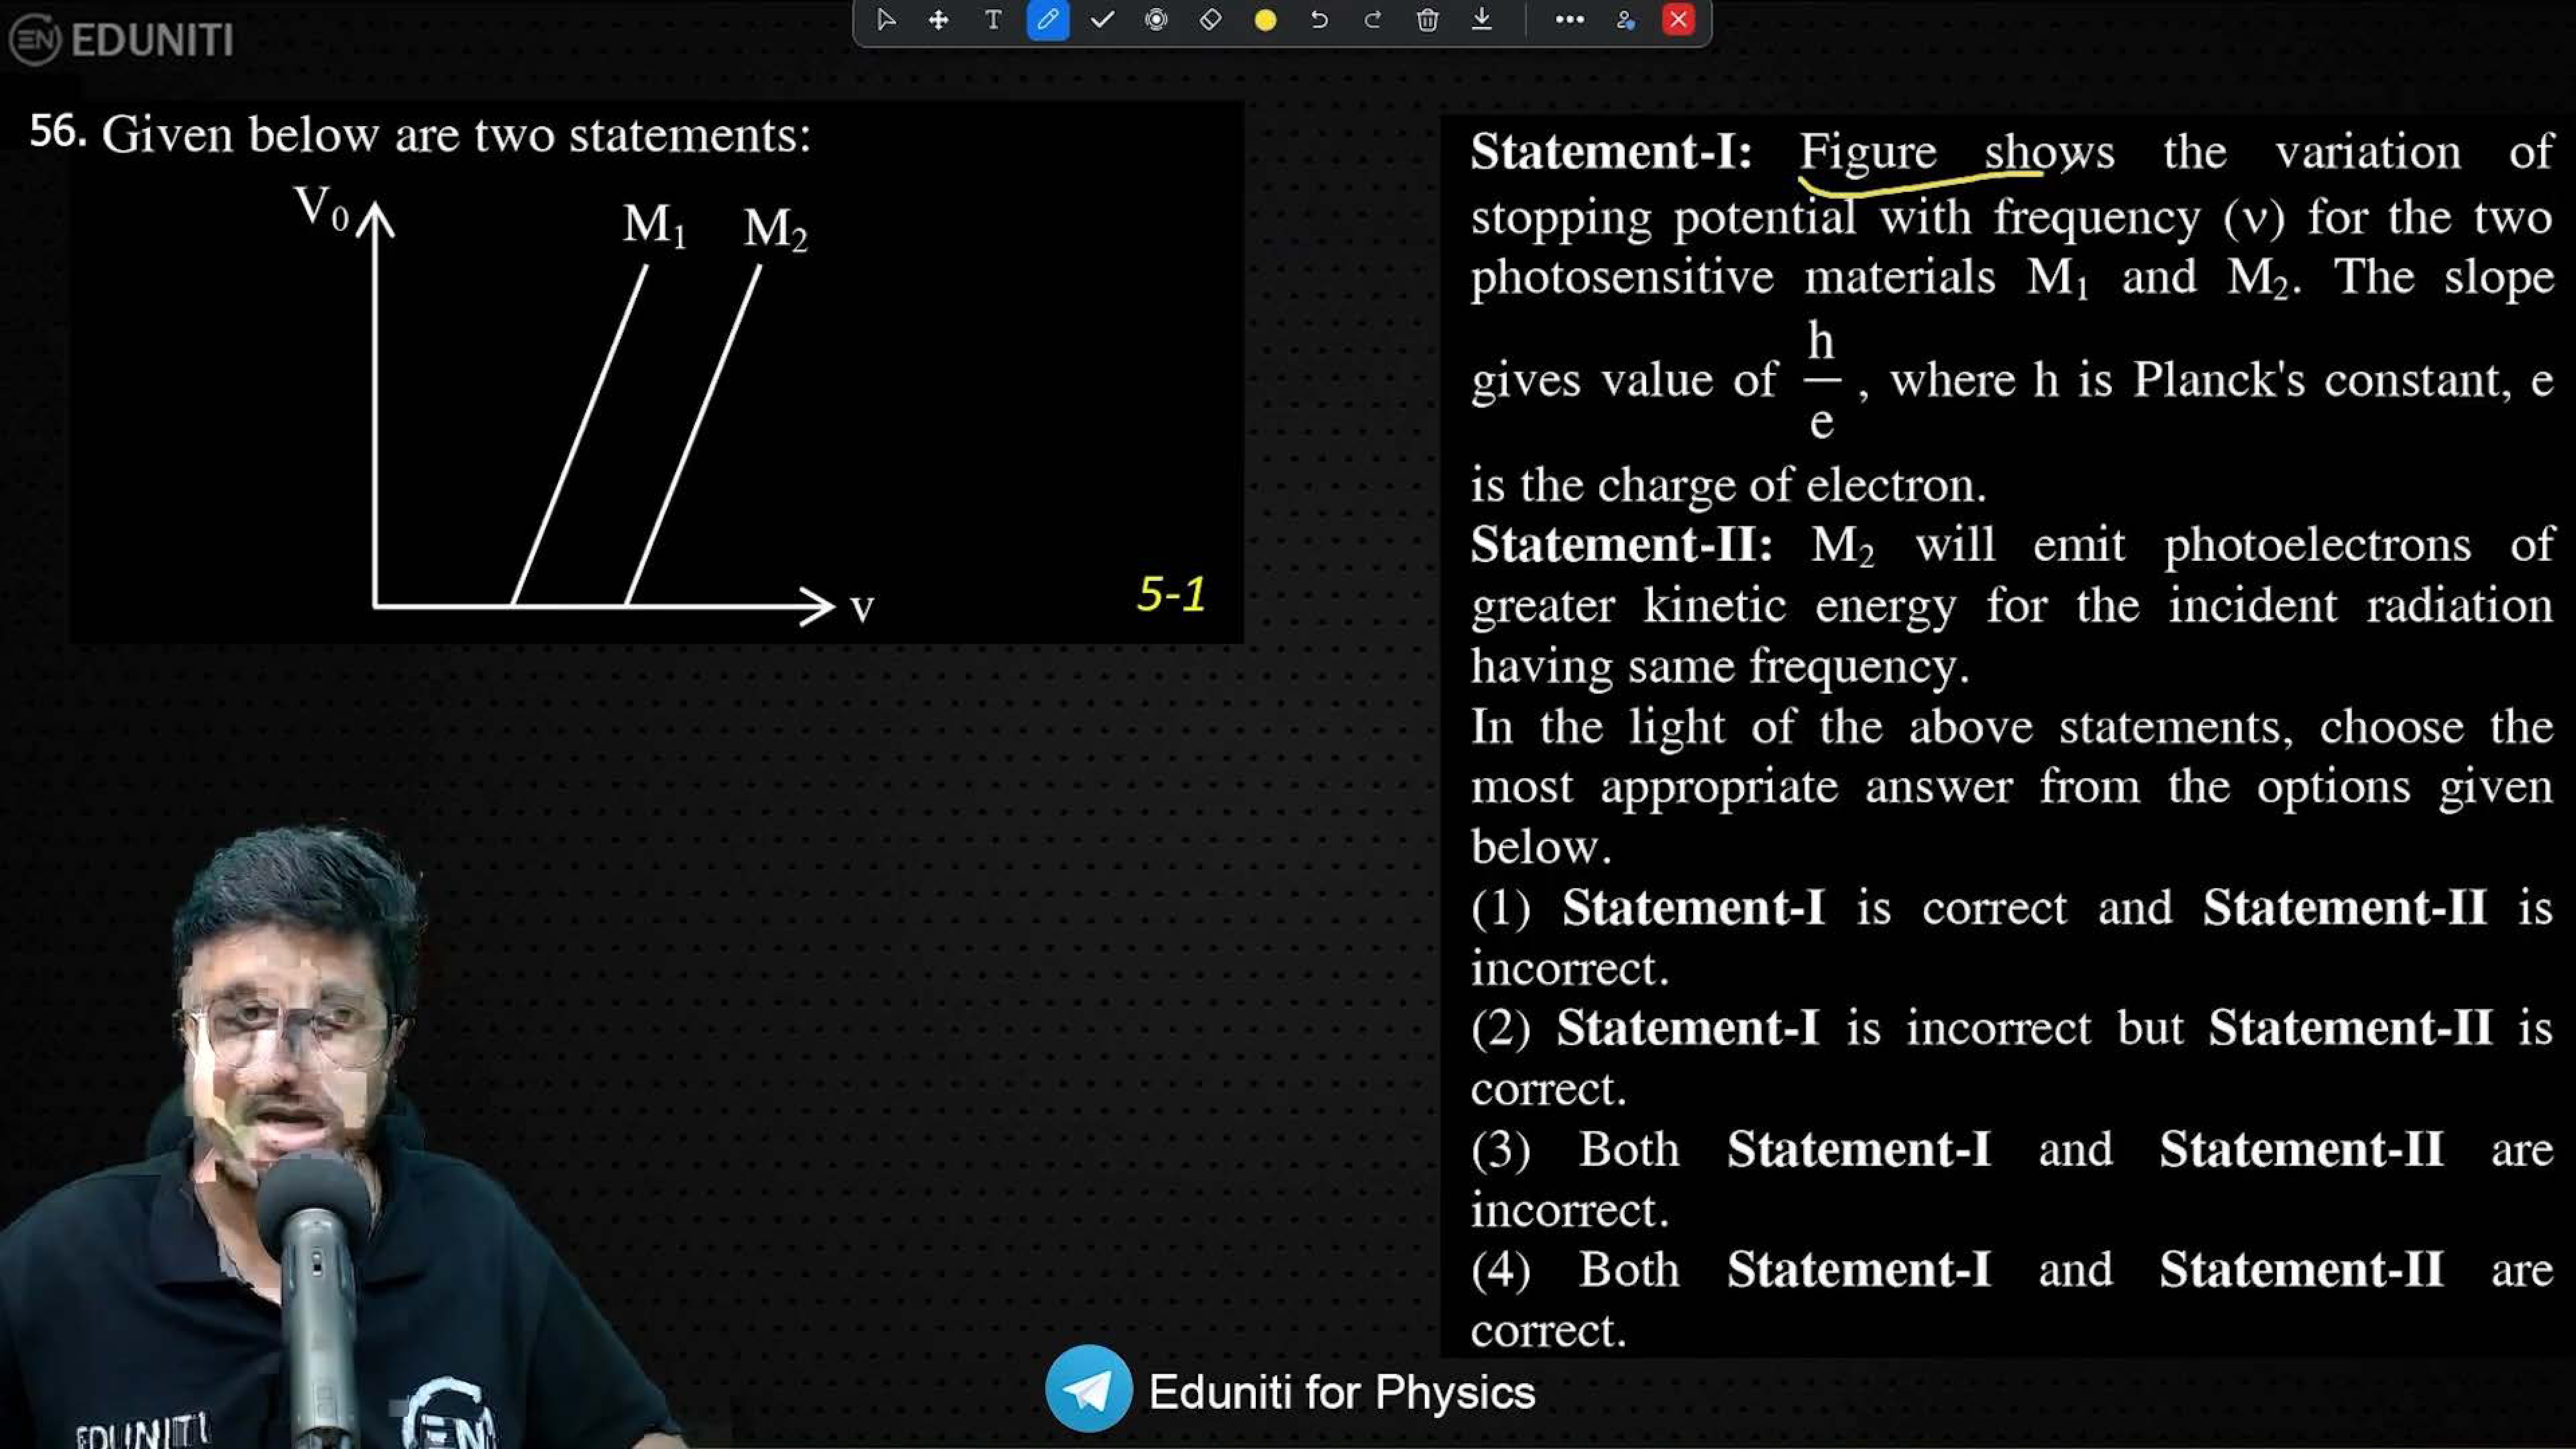 EN EDUNITI
56. Given below are two statements:
V₀
M₁ M₂
v
5-1
Statement-I: Figure shows the variation of
stopping potential with frequency (ν) for the two
photosensitive materials M₁ and M₂. The slope
gives value of h/e, where h is Planck's constant, e
is the charge of electron.
Statement-II: M₂ will emit photoelectrons of
greater kinetic energy for the incident radiation
having same frequency.
In the light of the above statements, choose the
most appropriate answer from the options given
below.
(1) Statement-I is correct and Statement-II is
incorrect.
(2) Statement-I is incorrect but Statement-II is
correct.
(3) Both Statement-I and Statement-II are
incorrect.
(4) Both Statement-I and Statement-II are
correct.
Eduniti for Physics
EDUNITI
EN